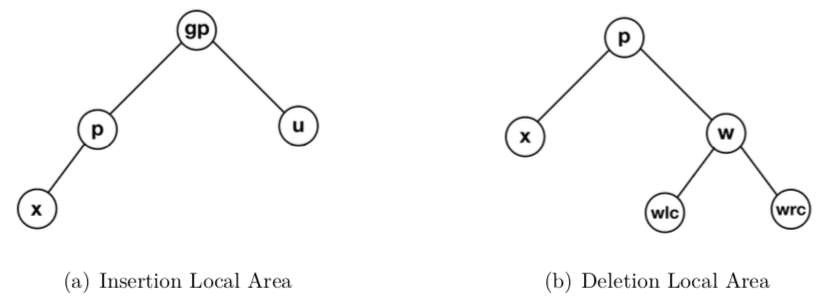 gp
p
p
u
x
w
x
wlc
wrc
(a) Insertion Local Area
(b) Deletion Local Area